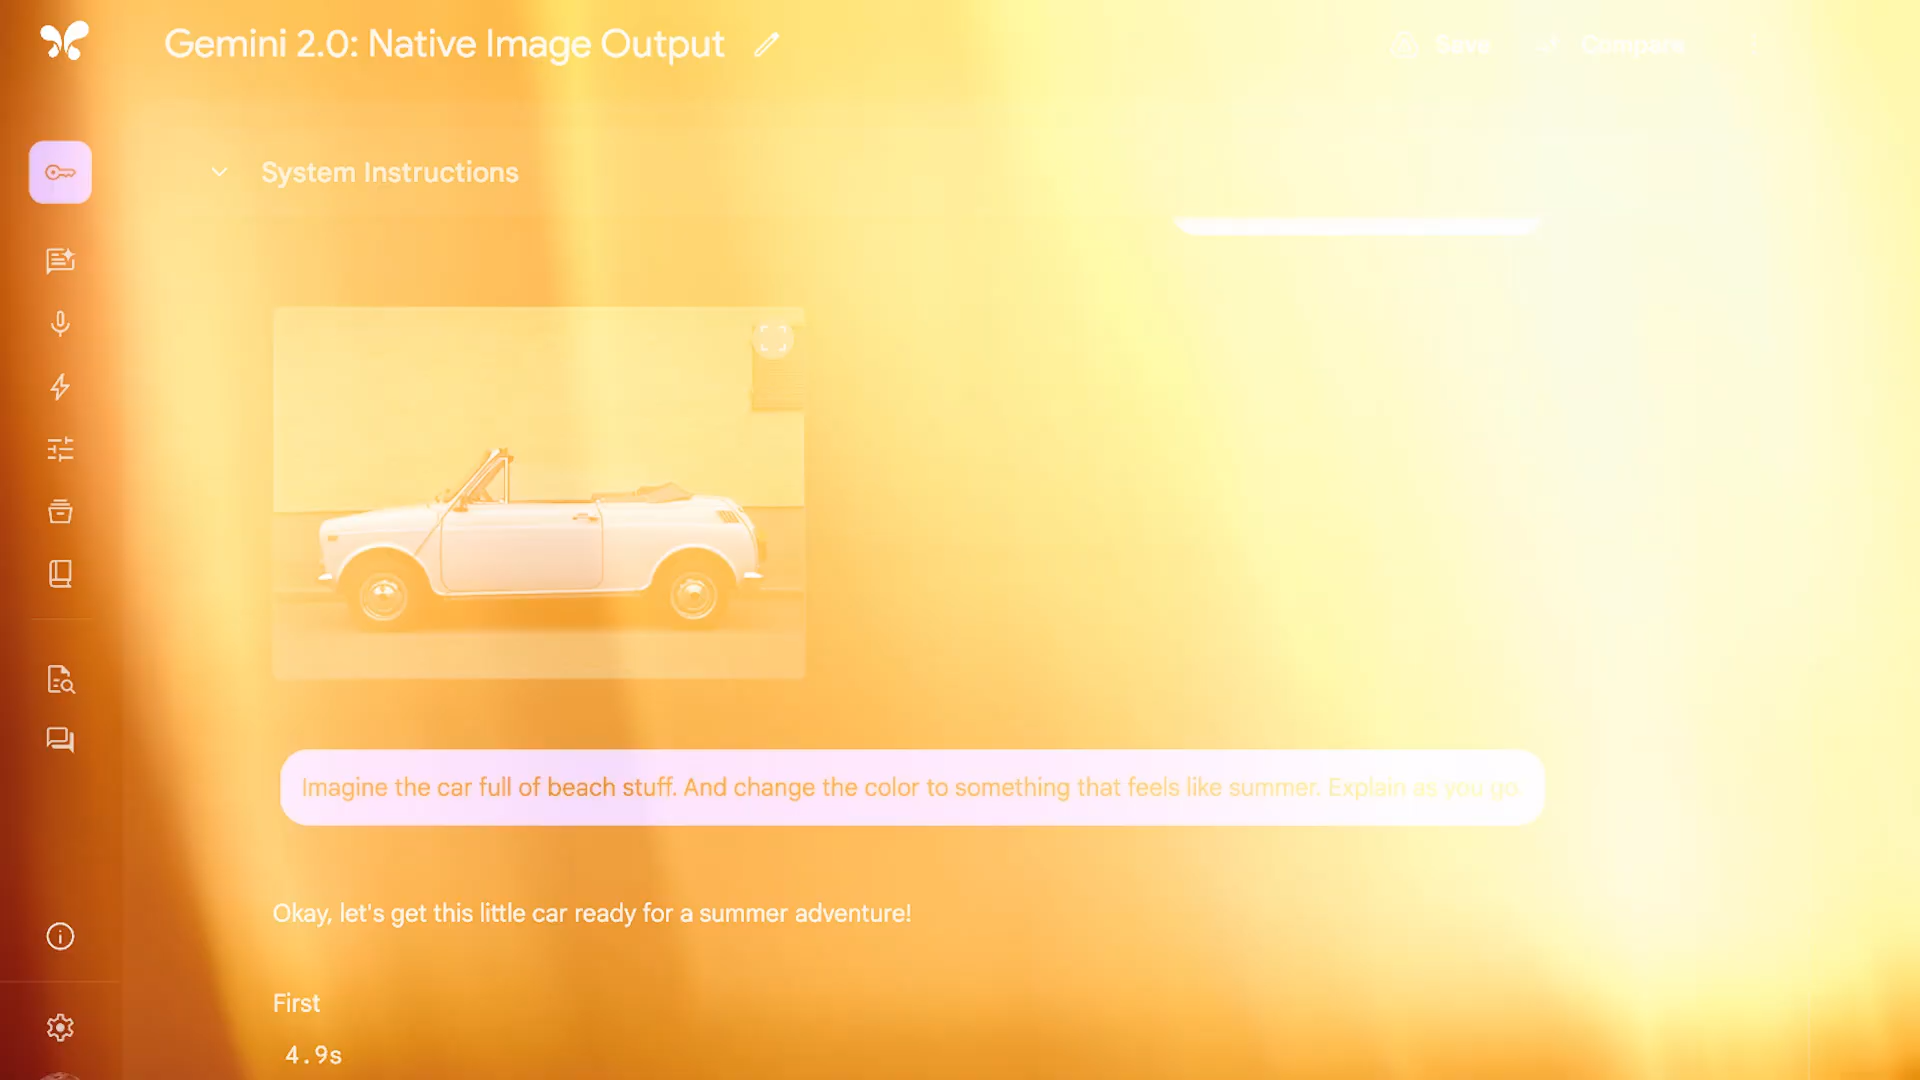 Gemini 2.0: Native Image Output
Save
Compare
System Instructions
Imagine the car full of beach stuff. And change the color to something that feels like summer. Explain as you go
Okay, let's get this little car ready for a summer adventure!
First
4.9s